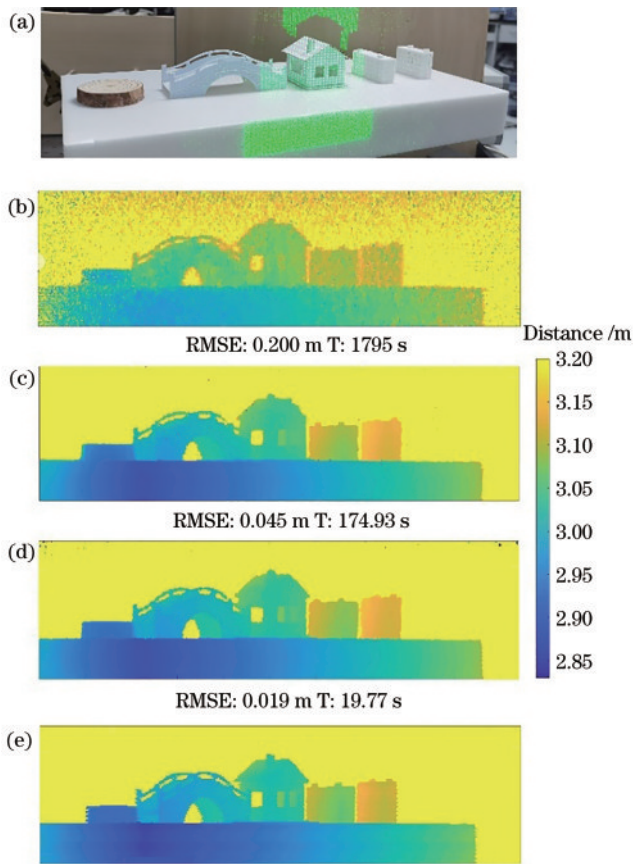 (a)
(b)
RMSE: 0.200 m T: 1795 s
Distance /m
(c)
3.20
3.15
3.10
3.05
3.00
2.95
2.90
2.85
RMSE: 0.045 m T: 174.93 s
(d)
RMSE: 0.019 m T: 19.77 s
(e)